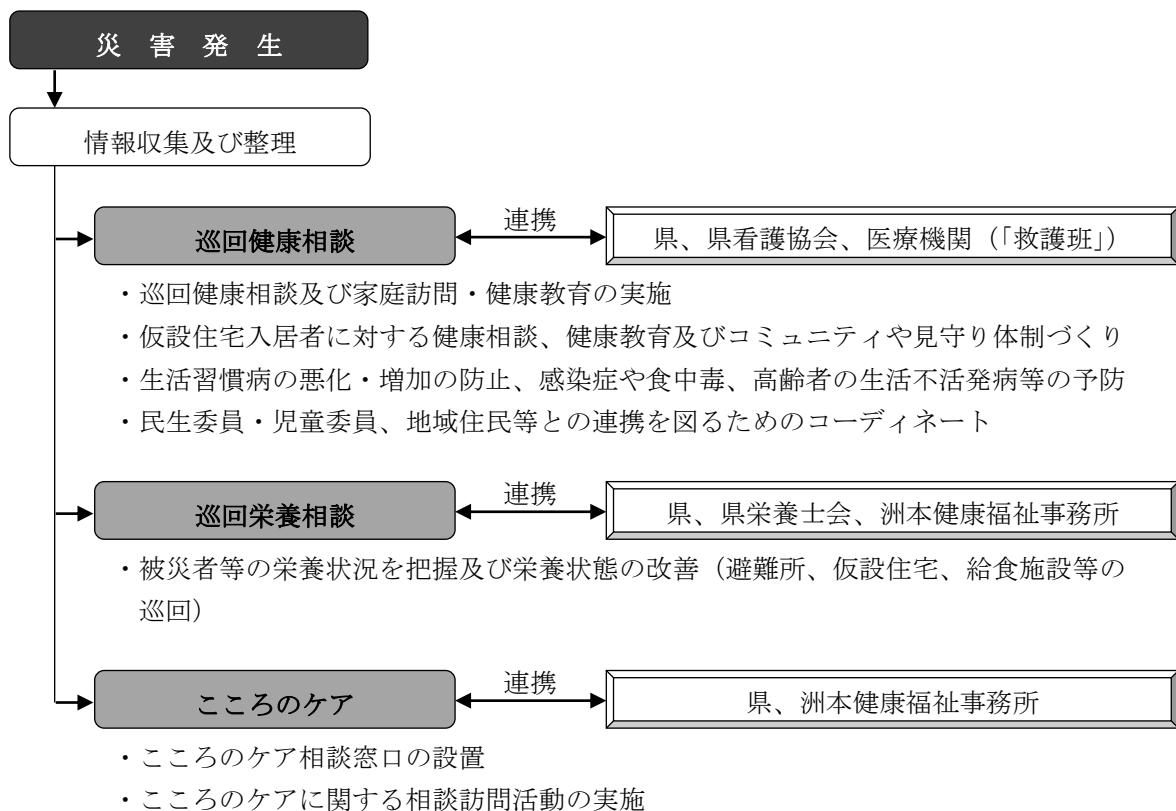 災 害 発 生
情報収集及び整理
巡回健康相談
連携
県、県看護協会、医療機関（「救護班」）
・巡回健康相談及び家庭訪問・健康教育の実施
・仮設住宅入居者に対する健康相談、健康教育及びコミュニティや見守り体制づくり
・生活習慣病の悪化・増加の防止、感染症や食中毒、高齢者の生活不活発病等の予防
・民生委員・児童委員、地域住民等との連携を図るためのコーディネート
巡回栄養相談
連携
県、県栄養士会、洲本健康福祉事務所
・被災者等の栄養状況を把握及び栄養状態の改善（避難所、仮設住宅、給食施設等の
巡回）
こころのケア
連携
県、洲本健康福祉事務所
・こころのケア相談窓口の設置
・こころのケアに関する相談訪問活動の実施